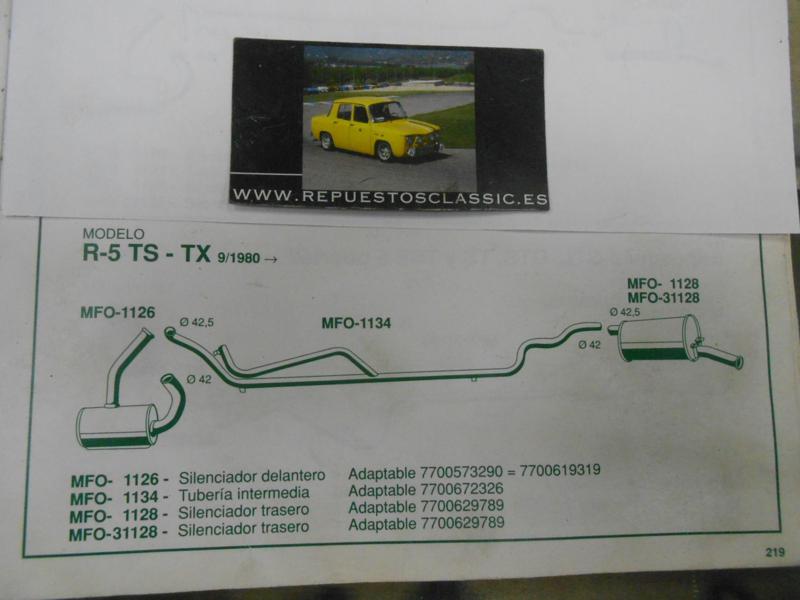 WWW.REPUESTOSCLASSIC.ES
MODELO
R-5 TS - TX 9/1980 →
MFO-1126
Ø 42,5
MFO-1134
MFO- 1128
MFO-31128
Ø 42,5
Ø 42
Ø 42
MFO- 1126 - Silenciador delantero Adaptable 7700573290 = 7700619319
MFO- 1134 - Tubería intermedia Adaptable 7700672326
MFO- 1128 - Silenciador trasero Adaptable 7700629789
MFO-31128 - Silenciador trasero Adaptable 7700629789
219